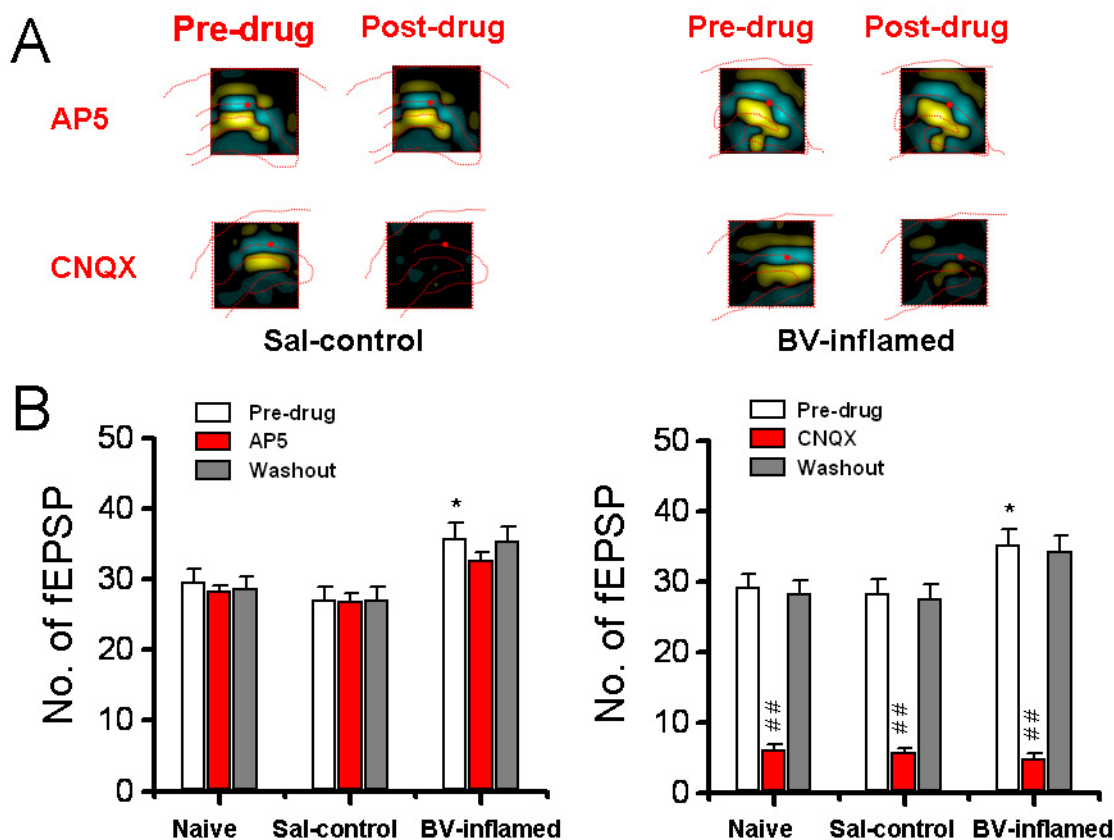 A
Pre-drug Post-drug Pre-drug Post-drug
AP5
CNQX
Sal-control BV-inflamed
B
Pre-drug
AP5
Washout
No. of fEPSP
50
40
30
20
10
0
*
Naive Sal-control BV-inflamed
Pre-drug
CNQX
Washout
No. of fEPSP
50
40
30
20
10
0
*
## ## ##
Naive Sal-control BV-inflamed